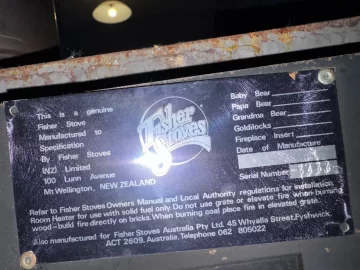 This is a genuine
Fisher Stove
Manufactured to
Specification
By Fisher Stoves
(NZ) Limited
100 Lunn Avenue
Mt Wellington, NEW ZEALAND
Fisher
Stoves
Baby Bear
Papa Bear
Grandma Bear
Goldilocks
Fireplace Insert
Date of Manufacture
Serial Number
Refer to Fisher Stoves Owners Manual and Local Authority regulations for installation.
Room Heater for use with solid fuel only. Do not grate or elevate fire when burning
wood – build fire directly on bricks. When burning coal place fire in elevated grate.
Also manufactured for Fisher Stoves Australia Pty Ltd. 45 Whyalla Street, Fyshwick,
ACT 2609, Australia, Telephone 062 805022